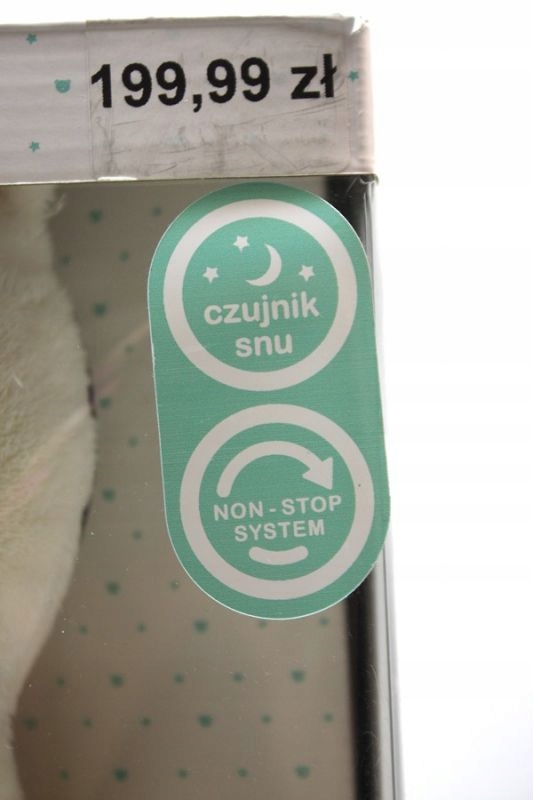 199,99 zł
czujnik
snu
NON-STOP
SYSTEM